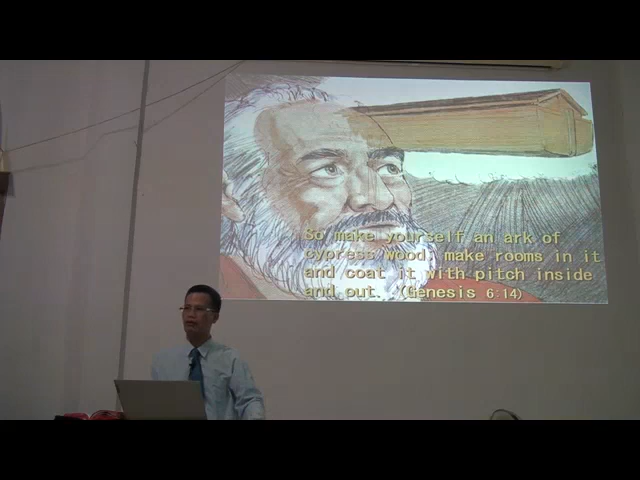 So make yourself an ark of
cypress wood, make rooms in it
and coat it with pitch inside
and out. (Genesis 6:14)